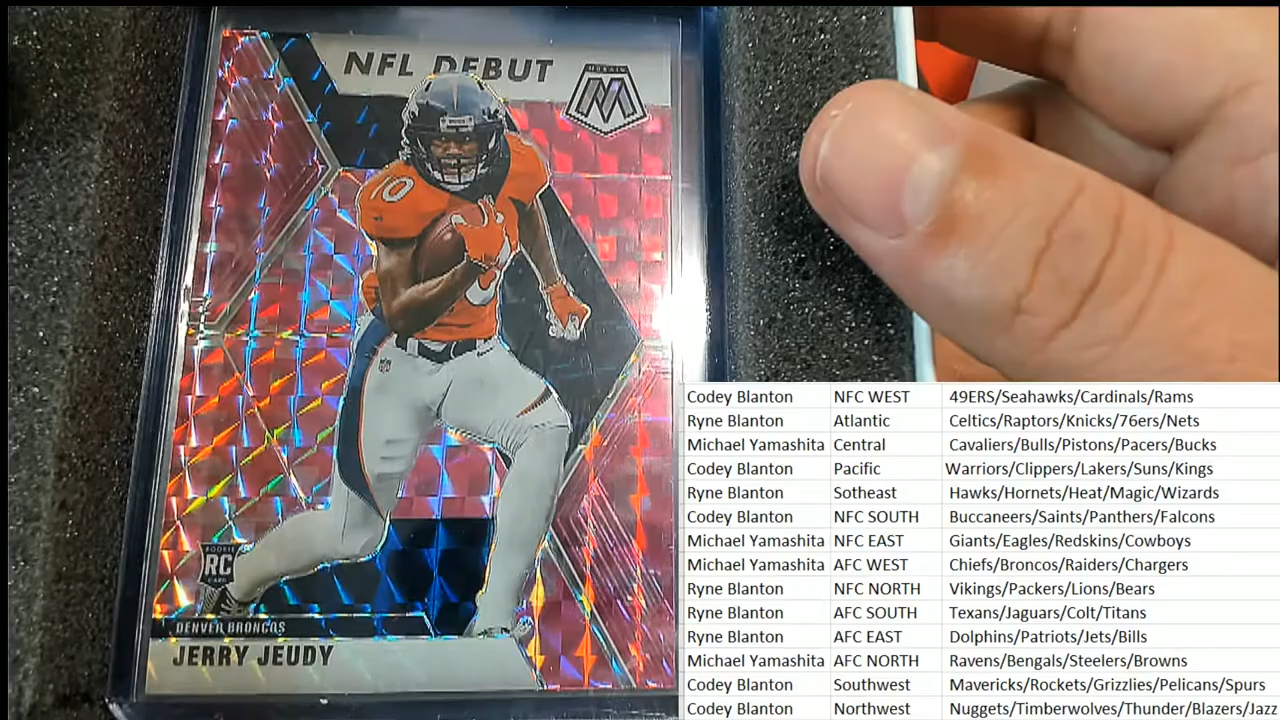 NFL DEBUT
MOSAIC
10
ROOKIE
RC
CARD
DENVER BRONCOS
JERRY JEUDY
Codey Blanton NFC WEST 49ERS/Seahawks/Cardinals/Rams
Ryne Blanton Atlantic Celtics/Raptors/Knicks/76ers/Nets
Michael Yamashita Central Cavaliers/Bulls/Pistons/Pacers/Bucks
Codey Blanton Pacific Warriors/Clippers/Lakers/Suns/Kings
Ryne Blanton Sotheast Hawks/Hornets/Heat/Magic/Wizards
Codey Blanton NFC SOUTH Buccaneers/Saints/Panthers/Falcons
Michael Yamashita NFC EAST Giants/Eagles/Redskins/Cowboys
Michael Yamashita AFC WEST Chiefs/Broncos/Raiders/Chargers
Ryne Blanton NFC NORTH Vikings/Packers/Lions/Bears
Ryne Blanton AFC SOUTH Texans/Jaguars/Colt/Titans
Ryne Blanton AFC EAST Dolphins/Patriots/Jets/Bills
Michael Yamashita AFC NORTH Ravens/Bengals/Steelers/Browns
Codey Blanton Southwest Mavericks/Rockets/Grizzlies/Pelicans/Spurs
Codey Blanton Northwest Nuggets/Timberwolves/Thunder/Blazers/Jazz